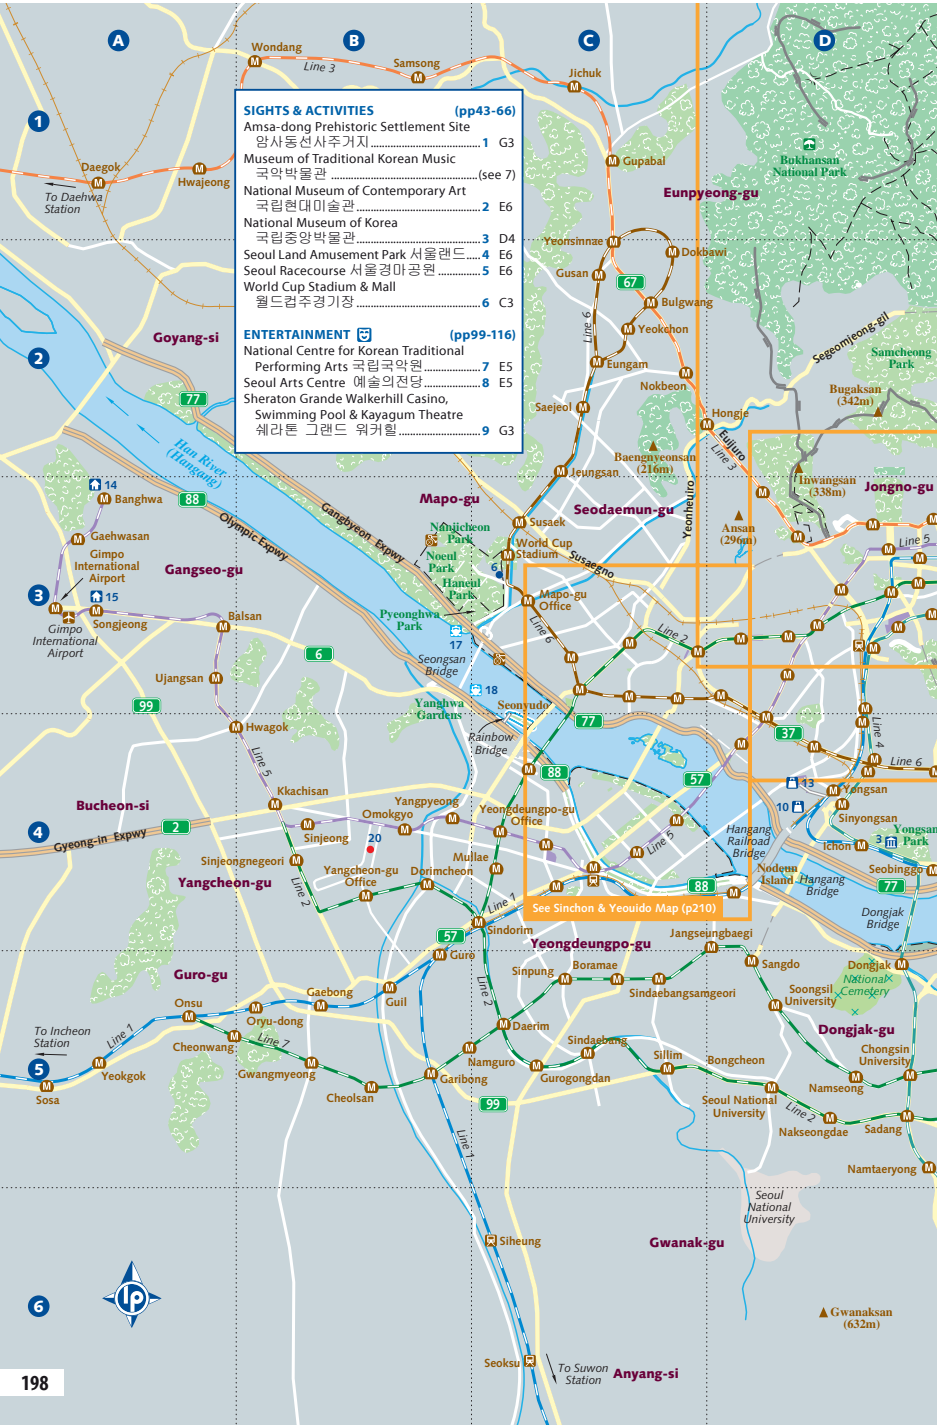 A
B
C
D
Wondang
Line 3
Samsong
Jichuk
1
SIGHTS & ACTIVITIES (pp43-66)
Amsa-dong Prehistoric Settlement Site
암사동선사주거지 1 G3
Museum of Traditional Korean Music
국악박물관 (see 7)
National Museum of Contemporary Art
국립현대미술관 2 E6
National Museum of Korea
국립중앙박물관 3 D4
Seoul Land Amusement Park 서울랜드 4 E6
Seoul Racecourse 서울경마공원 5 E6
World Cup Stadium & Mall
월드컵주경기장 6 C3
ENTERTAINMENT (pp99-116)
National Centre for Korean Traditional
Performing Arts 국립국악원 7 E5
Seoul Arts Centre 예술의전당 8 E5
Sheraton Grande Walkerhill Casino,
Swimming Pool & Kayagum Theatre
쉐라톤 그랜드 워커힐 9 G3
Daegok
Hwajeong
To Daehwa
Station
Gupabal
Bukhansan
National Park
Eunpyeong-gu
Yeonsinnae
Dokbawi
Gusan
67
Bulgwang
Line 6
Yeokchon
Goyang-si
Segeomjeong-gil
2
Eungam
Samcheong
Park
Nokbeon
Bugaksan
(342m)
77
Saejeol
Hongje
Han River
(Hangang)
Eujuro
Line 3
Baengnyeonsan
(216m)
Jeungsan
Inwangsan
(338m)
14
Banghwa
88
Mapo-gu
Seodaemun-gu
Yeonheuiro
Jongno-gu
Gangbyeon Expwy
Olympic Expwy
Nanjicheon
Park
Susaek
Ansan
(296m)
Gaehwasan
World Cup
Stadium
Line 5
Gimpo
International
Airport
Noeul
Park
Susaegno
Gangseo-gu
6
Haneul
Park
3
15
Mapo-gu
Office
Songjeong
Balsan
Pyeonghwa
Park
Gimpo
International
Airport
Line 6
Line 2
17
6
Seongsan
Bridge
Ujangsan
18
99
Yanghwa
Gardens
Seonyudo
77
Hwagok
Rainbow
Bridge
37
Line 4
Line 5
88
57
Line 6
13
Kkachisan
Yongsan
Bucheon-si
Yangpyeong
Yeongdeungpo-gu
Office
10
Omokgyo
Sinyongsan
4
2
Gyeong-in Expwy
Sinjeong
20
Hangang
Railroad
Bridge
3
Yongsan
Park
Ichon
Line 5
Sinjeongnegeori
Mullae
Yangcheon-gu
Office
Dorimcheon
Nodeun
Island
Hangang
Bridge
Seobinggo
Yangcheon-gu
Line 2
88
77
Line 1
See Sinchon & Yeouido Map (p210)
Dongjak
Bridge
Sindorim
57
Jangseungbaegi
Yeongdeungpo-gu
Guro
Sangdo
Dongjak
Guro-gu
Sinpung
Boramae
National
Cemetery
Gaebong
Guil
Line 2
Sindaebangsamgeori
Soongsil
University
Onsu
Oryu-dong
To Incheon
Station
Line 1
Daerim
Dongjak-gu
Cheonwang
Line 7
Sindaebang
Chongsin
University
Sillim
Bongcheon
5
Yeokgok
Gwangmyeong
Namguro
Garibong
Gurogongdan
Namseong
Sosa
Cheolsan
99
Seoul National
University
Line 2
Nakseongdae
Sadang
Line 1
Namtaeryong
Seoul
National
University
Siheung
Gwanak-gu
6
lp
Gwanaksan
(632m)
Seoksu
To Suwon
Station
Anyang-si
198